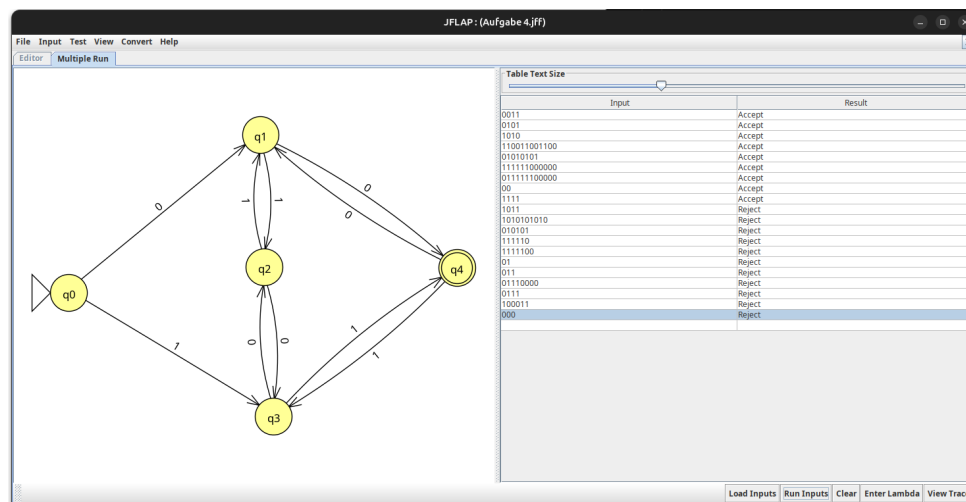 JFLAP : (Aufgabe 4.jff)
File Input Test View Convert Help
Editor Multiple Run
Table Text Size
Input Result
0011 Accept
0101 Accept
1010 Accept
110011001100 Accept
01010101 Accept
111111000000 Accept
011111100000 Accept
00 Accept
1111 Accept
1011 Reject
1010101010 Reject
010101 Reject
111110 Reject
1111100 Reject
01 Reject
011 Reject
01110000 Reject
0111 Reject
100011 Reject
000 Reject
q1
0
0
0
1 1
q2
q4
q0
0 0
1
1
1
q3
Load Inputs Run Inputs Clear Enter Lambda View Trac